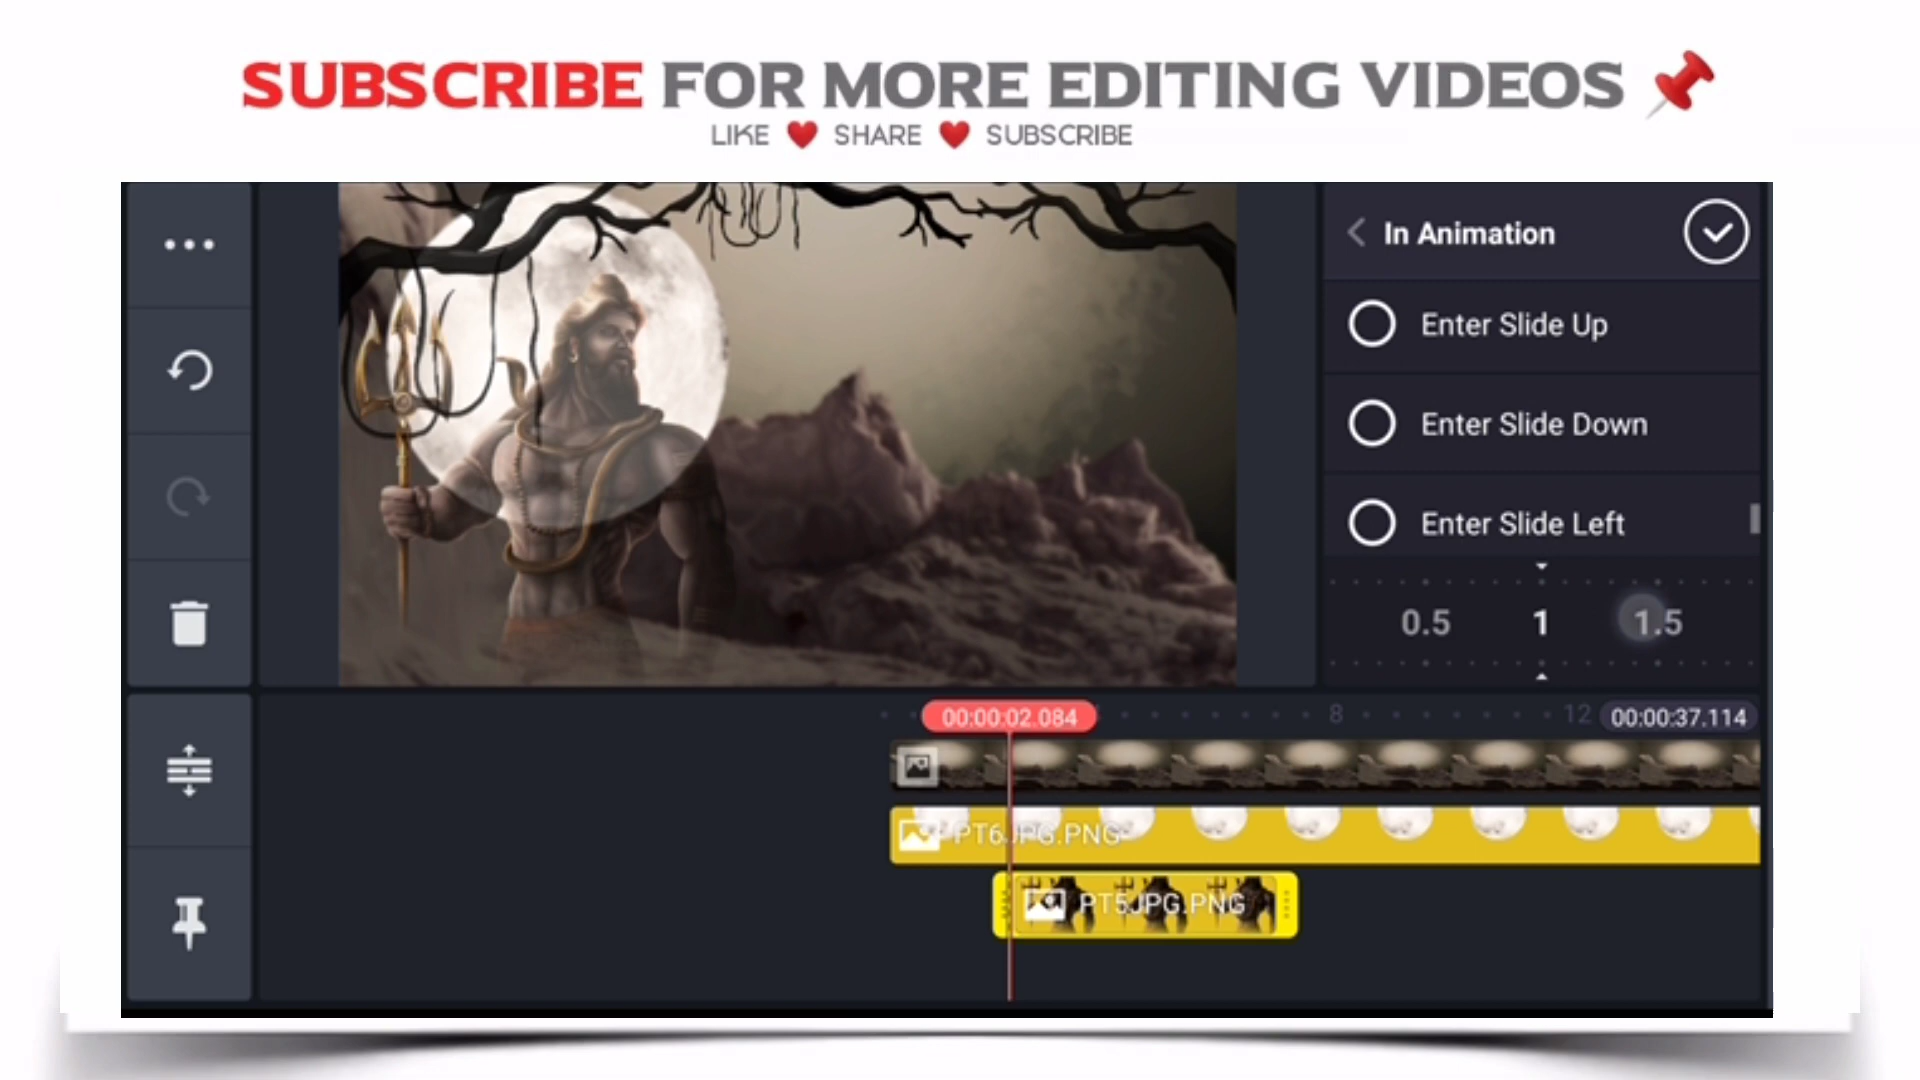 SUBSCRIBE FOR MORE EDITING VIDEOS
LIKE SHARE SUBSCRIBE
In Animation
Enter Slide Up
Enter Slide Down
Enter Slide Left
0.5 1 1.5
00:00:02.084 8 12 00:00:37.114
PT6JPG.PNG
PT5JPG.PNG